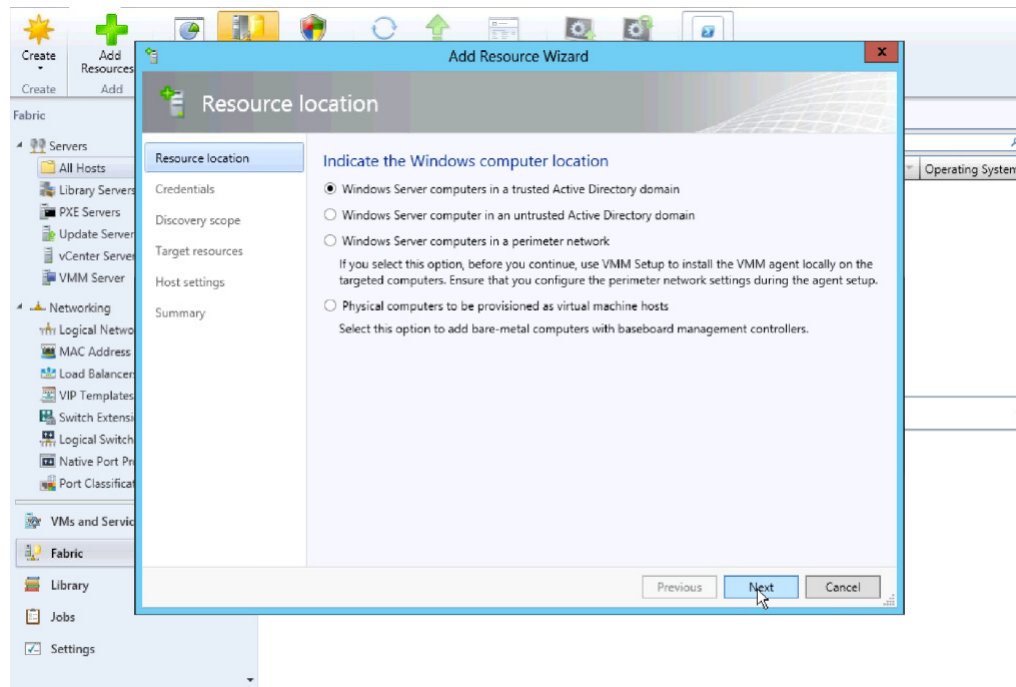 Create
Add
Resources
Create
Add
Fabric
Servers
All Hosts
Library Servers
PXE Servers
Update Server
vCenter Server
VMM Server
Networking
Logical Netwo
MAC Address
Load Balancer
VIP Templates
Switch Extensi
Logical Switch
Native Port Pr
Port Classificat
VMs and Servic
Fabric
Library
Jobs
Settings
Add Resource Wizard
x
Resource location
Resource location
Credentials
Discovery scope
Target resources
Host settings
Summary
Indicate the Windows computer location
Windows Server computers in a trusted Active Directory domain
Windows Server computer in an untrusted Active Directory domain
Windows Server computers in a perimeter network
If you select this option, before you continue, use VMM Setup to install the VMM agent locally on the
targeted computers. Ensure that you configure the perimeter network settings during the agent setup.
Physical computers to be provisioned as virtual machine hosts
Select this option to add bare-metal computers with baseboard management controllers.
Previous
Next
Cancel
Operating System